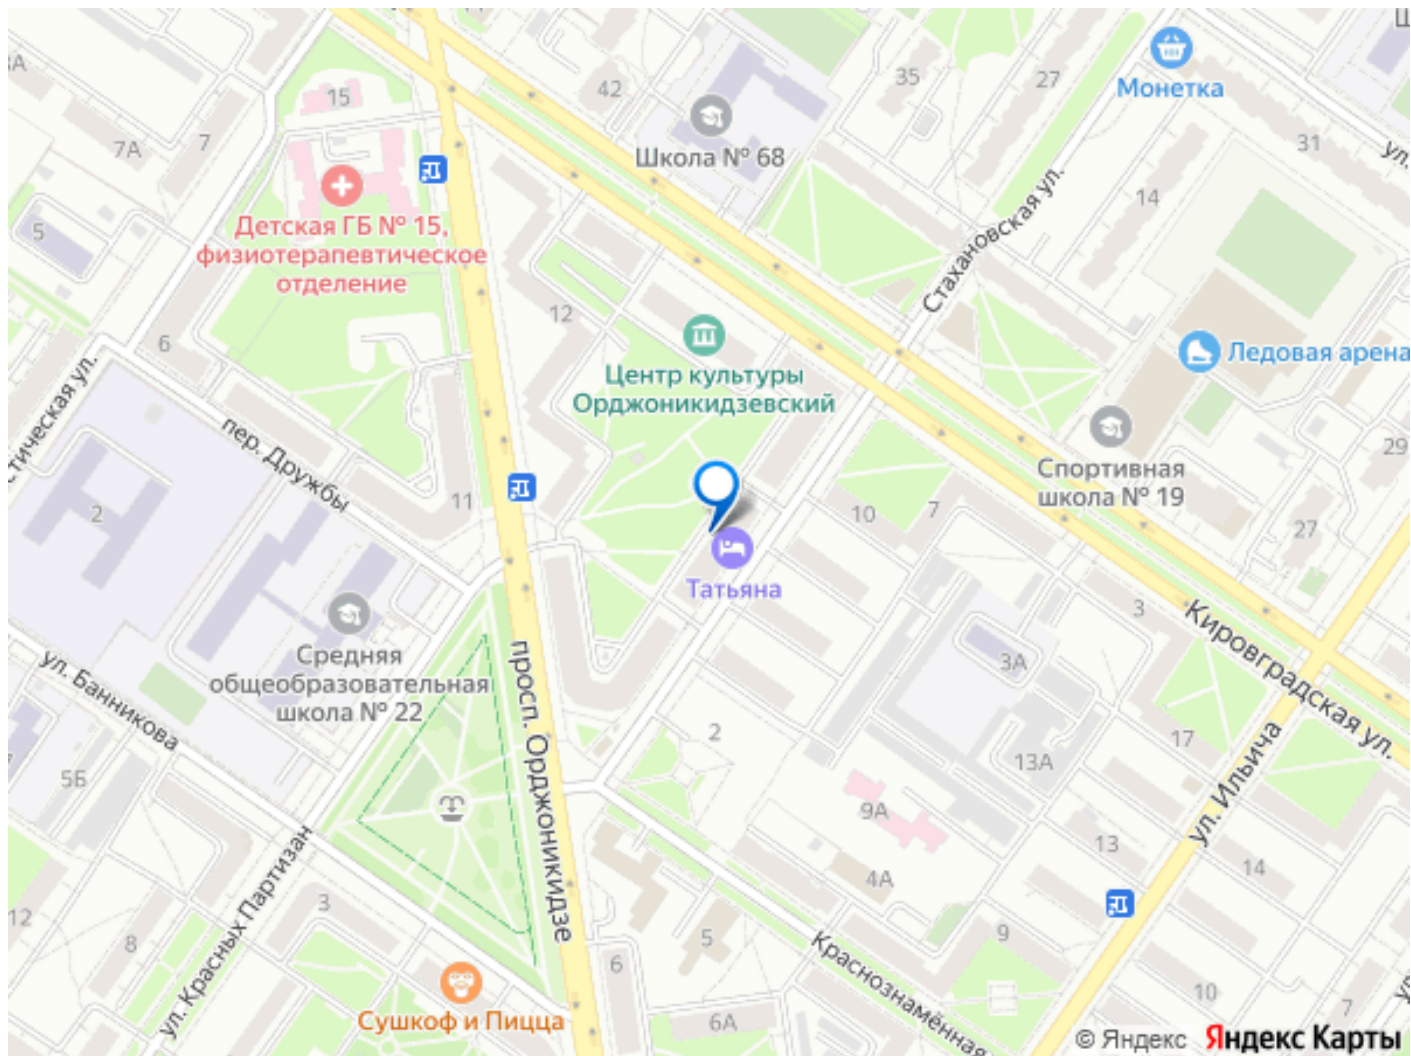 15
42
35
27
Монетка
Школа № 68
31
ул.
7А
7
14
Детская ГБ № 15,
физиотерапевтическое
отделение
5
Стахановская ул.
12
6
Центр культуры
Орджоникидзевский
Ледовая арена
пер. Дружбы
11
2
10
7
Спортивная
школа № 19
29
27
Татьяна
3
Кировградская ул.
3А
Средняя
общеобразовательная
школа № 22
ул. Банникова
просп. Орджоникидзе
2
17
13А
ул. Ильича
5Б
9А
13
14
4А
ул. Красных Партизан
3
12
8
5
9
Краснознамённая
6
10
7
Сушкоф и Пицца
6А
© Яндекс Яндекс Карты